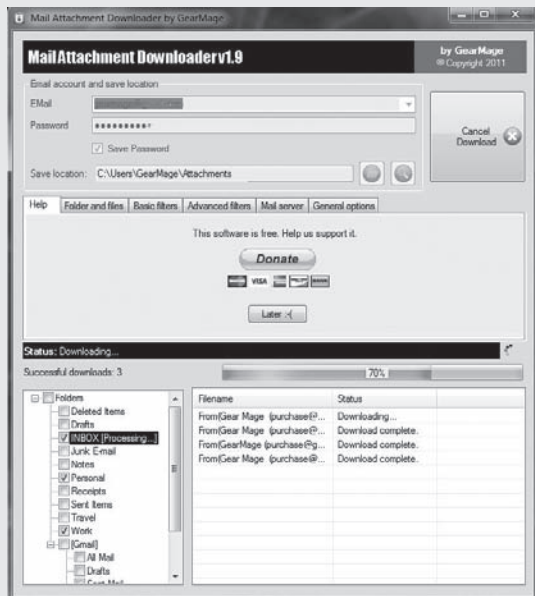 Mail Attachment Downloader by GearMage
MailAttachment Downloaderv1.9
by GearMage
© Copyright 2011
Email account and save location
EMail
Password
Save Password
Save location: C:\Users\GearMage\Attachments
Cancel
Download
Help Folder and files Basic filters Advanced filters Mail server General options
This software is free. Help us support it.
Donate
VISA
Later :-(
Status: Downloading...
Successful downloads: 3
70%
Folders
Deleted Items
Drafts
INBOX [Processing...]
Junk E-mail
Notes
Personal
Receipts
Sent Items
Travel
Work
[Gmail]
All Mail
Drafts
Filename Status
From(Gear Mage (purchase@... Downloading...
From(Gear Mage (purchase@... Download complete.
From(GearMage (purchase@g... Download complete.
From(Gear Mage (purchase@... Download complete.